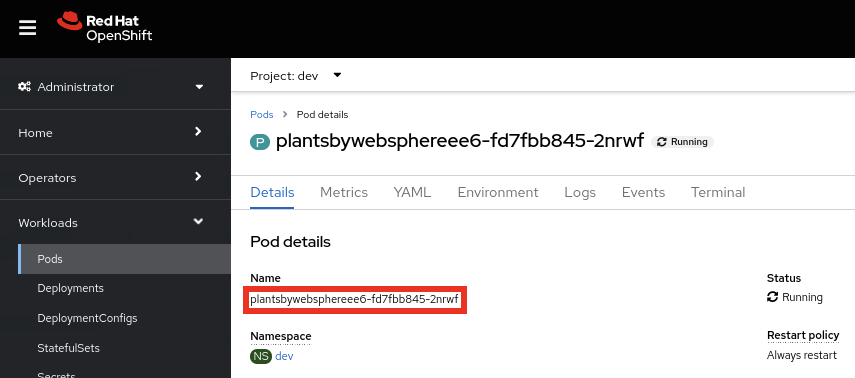 Red Hat
OpenShift
Administrator
Home
Operators
Workloads
Pods
Deployments
DeploymentConfigs
StatefulSets
Secrets
Project: dev
Pods > Pod details
P plantsbywebsphereee6-fd7fbb845-2nrwf Running
Details Metrics YAML Environment Logs Events Terminal
Pod details
Name
plantsbywebsphereee6-fd7fbb845-2nrwf
Namespace
NS dev
Status
Running
Restart policy
Always restart